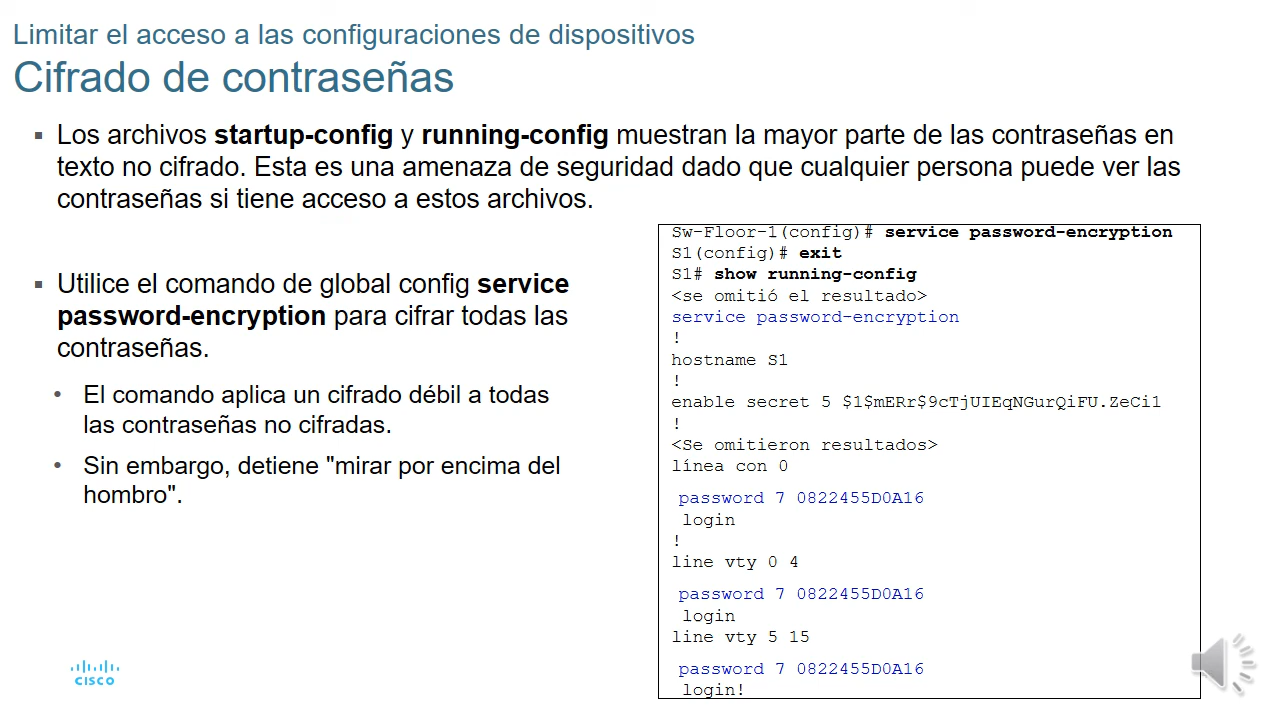 Limitar el acceso a las configuraciones de dispositivos
Cifrado de contraseñas
▪ Los archivos startup-config y running-config muestran la mayor parte de las contraseñas en
texto no cifrado. Esta es una amenaza de seguridad dado que cualquier persona puede ver las
contraseñas si tiene acceso a estos archivos.
▪ Utilice el comando de global config service
password-encryption para cifrar todas las
contraseñas.
• El comando aplica un cifrado débil a todas
las contraseñas no cifradas.
• Sin embargo, detiene "mirar por encima del
hombro".
Sw-Floor-1(config)# service password-encryption
S1(config)# exit
S1# show running-config
<se omitió el resultado>
service password-encryption
!
hostname S1
!
enable secret 5 $1$mERr$9cTjUIEqNGurQiFU.ZeCi1
!
<Se omitieron resultados>
línea con 0
password 7 0822455D0A16
login
!
line vty 0 4
password 7 0822455D0A16
login
line vty 5 15
password 7 0822455D0A16
login!
CISCO